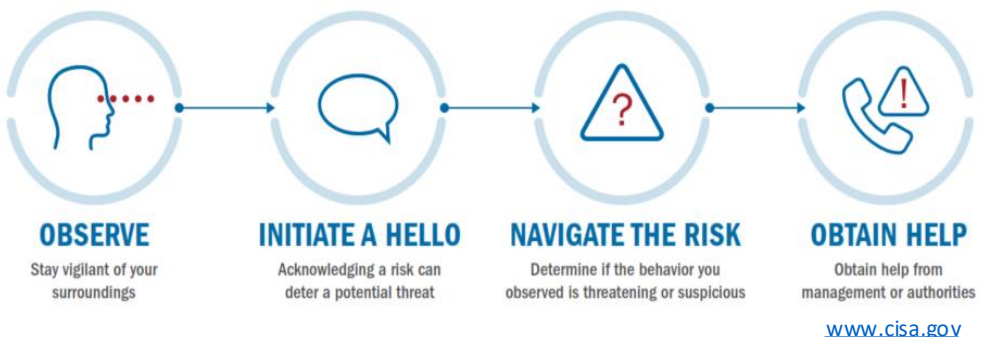 ?
!
OBSERVE
Stay vigilant of your
surroundings
INITIATE A HELLO
Acknowledging a risk can
deter a potential threat
NAVIGATE THE RISK
Determine if the behavior you
observed is threatening or suspicious
OBTAIN HELP
Obtain help from
management or authorities
www.cisa.gov